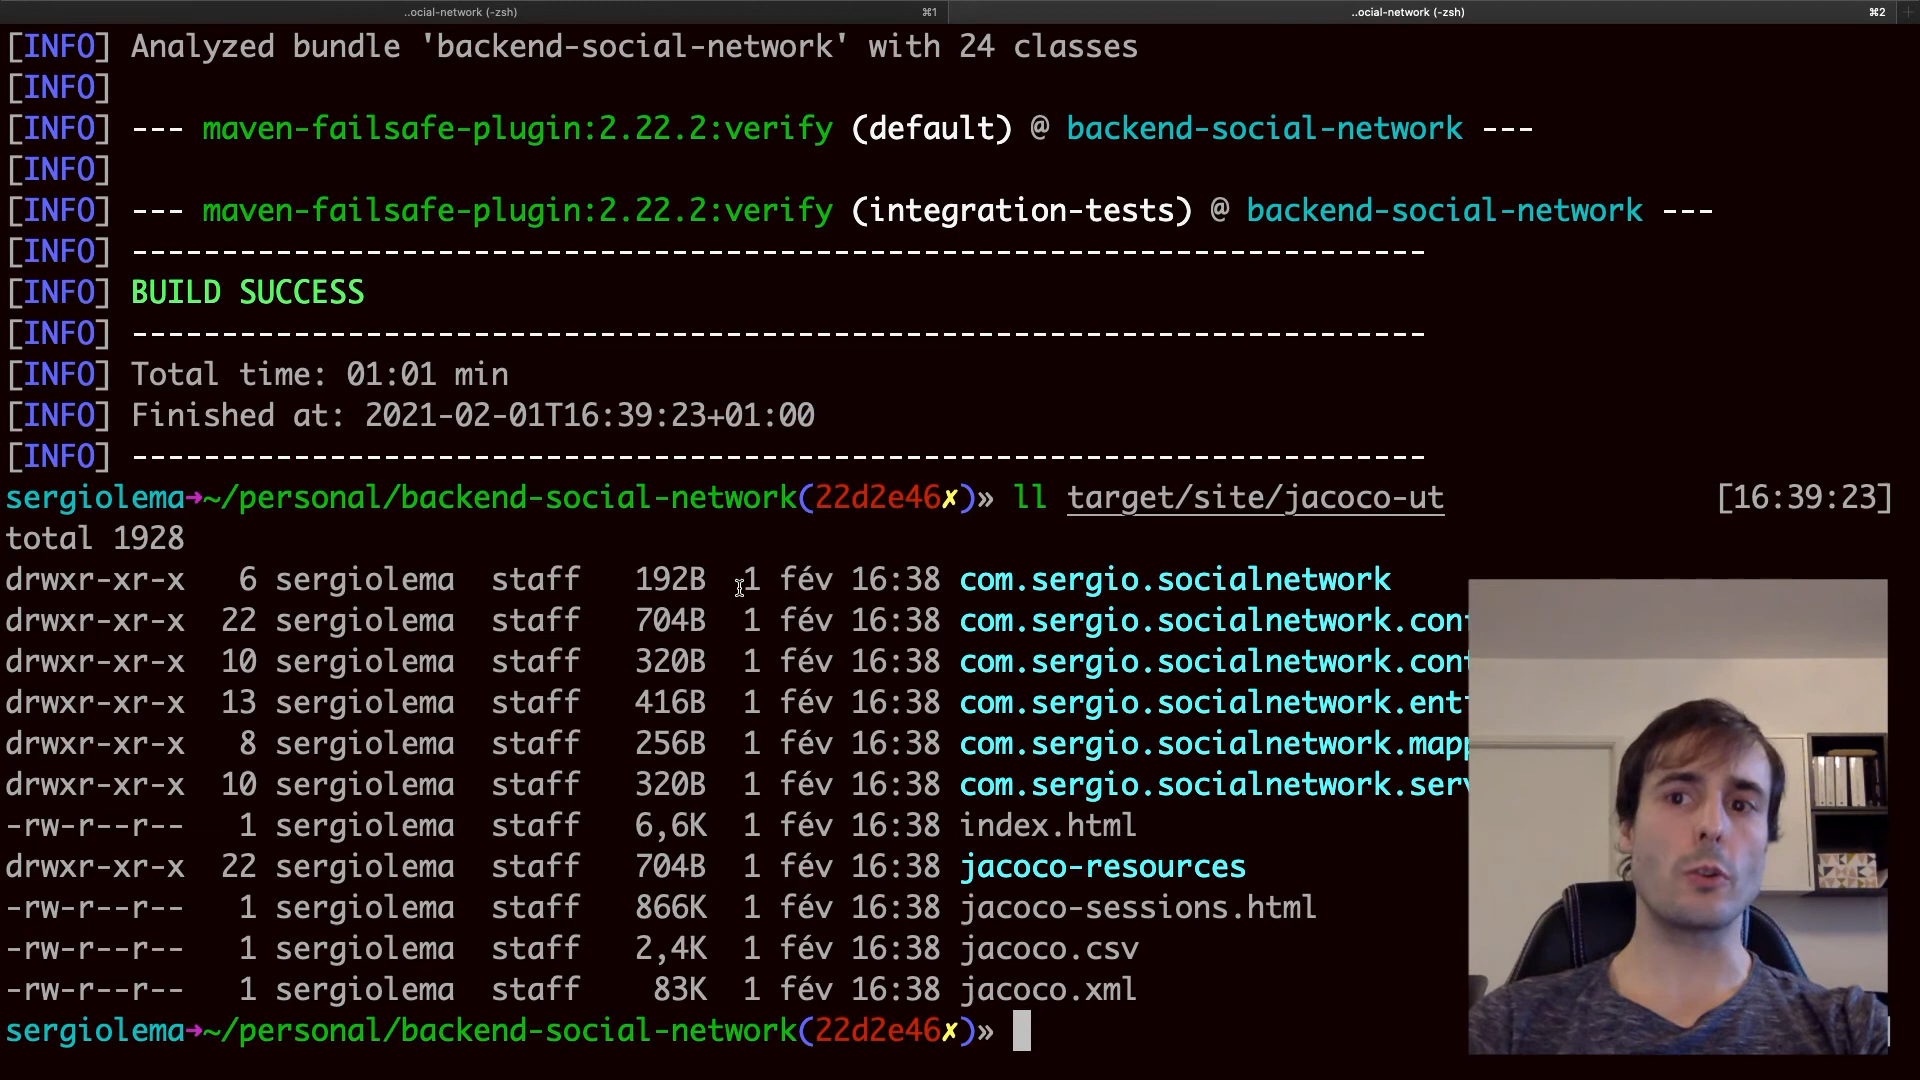 ..ocial-network (-zsh) ⌘1 ..ocial-network (-zsh) ⌘2
[INFO] Analyzed bundle 'backend-social-network' with 24 classes
[INFO]
[INFO] --- maven-failsafe-plugin:2.22.2:verify (default) @ backend-social-network ---
[INFO]
[INFO] --- maven-failsafe-plugin:2.22.2:verify (integration-tests) @ backend-social-network ---
[INFO] ------------------------------------------------------------------------
[INFO] BUILD SUCCESS
[INFO] ------------------------------------------------------------------------
[INFO] Total time: 01:01 min
[INFO] Finished at: 2021-02-01T16:39:23+01:00
[INFO] ------------------------------------------------------------------------
sergiolema→~/personal/backend-social-network(22d2e46✗)» ll target/site/jacoco-ut [16:39:23]
total 1928
drwxr-xr-x 6 sergiolema staff 192B 1 fév 16:38 com.sergio.socialnetwork
drwxr-xr-x 22 sergiolema staff 704B 1 fév 16:38 com.sergio.socialnetwork.con
drwxr-xr-x 10 sergiolema staff 320B 1 fév 16:38 com.sergio.socialnetwork.con
drwxr-xr-x 13 sergiolema staff 416B 1 fév 16:38 com.sergio.socialnetwork.ent
drwxr-xr-x 8 sergiolema staff 256B 1 fév 16:38 com.sergio.socialnetwork.map
drwxr-xr-x 10 sergiolema staff 320B 1 fév 16:38 com.sergio.socialnetwork.ser
-rw-r--r-- 1 sergiolema staff 6,6K 1 fév 16:38 index.html
drwxr-xr-x 22 sergiolema staff 704B 1 fév 16:38 jacoco-resources
-rw-r--r-- 1 sergiolema staff 866K 1 fév 16:38 jacoco-sessions.html
-rw-r--r-- 1 sergiolema staff 2,4K 1 fév 16:38 jacoco.csv
-rw-r--r-- 1 sergiolema staff 83K 1 fév 16:38 jacoco.xml
sergiolema→~/personal/backend-social-network(22d2e46✗)»